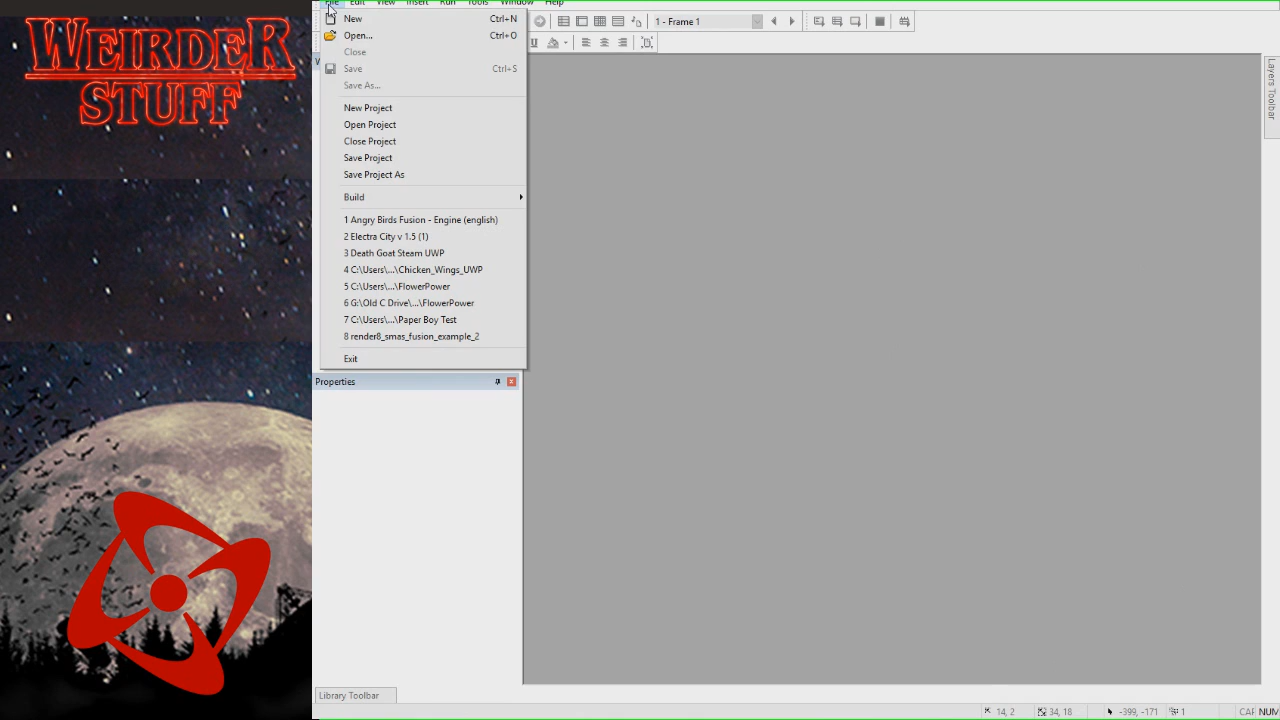 WEIRDER
STUFF
File Edit View Insert Run Tools Window Help
New Ctrl+N
Open... Ctrl+O
Close
Save Ctrl+S
Save As...
New Project
Open Project
Close Project
Save Project
Save Project As
Build
1 Angry Birds Fusion - Engine (english)
2 Electra City v 1.5 (1)
3 Death Goat Steam UWP
4 C:\Users\...\Chicken_Wings_UWP
5 C:\Users\...\FlowerPower
6 G:\Old C Drive\...\FlowerPower
7 C:\Users\...\Paper Boy Test
8 render8_smas_fusion_example_2
Exit
1 - Frame 1
Layers Toolbar
Properties
Library Toolbar
14, 2 34, 18 -399, -171 1 CAP NUM